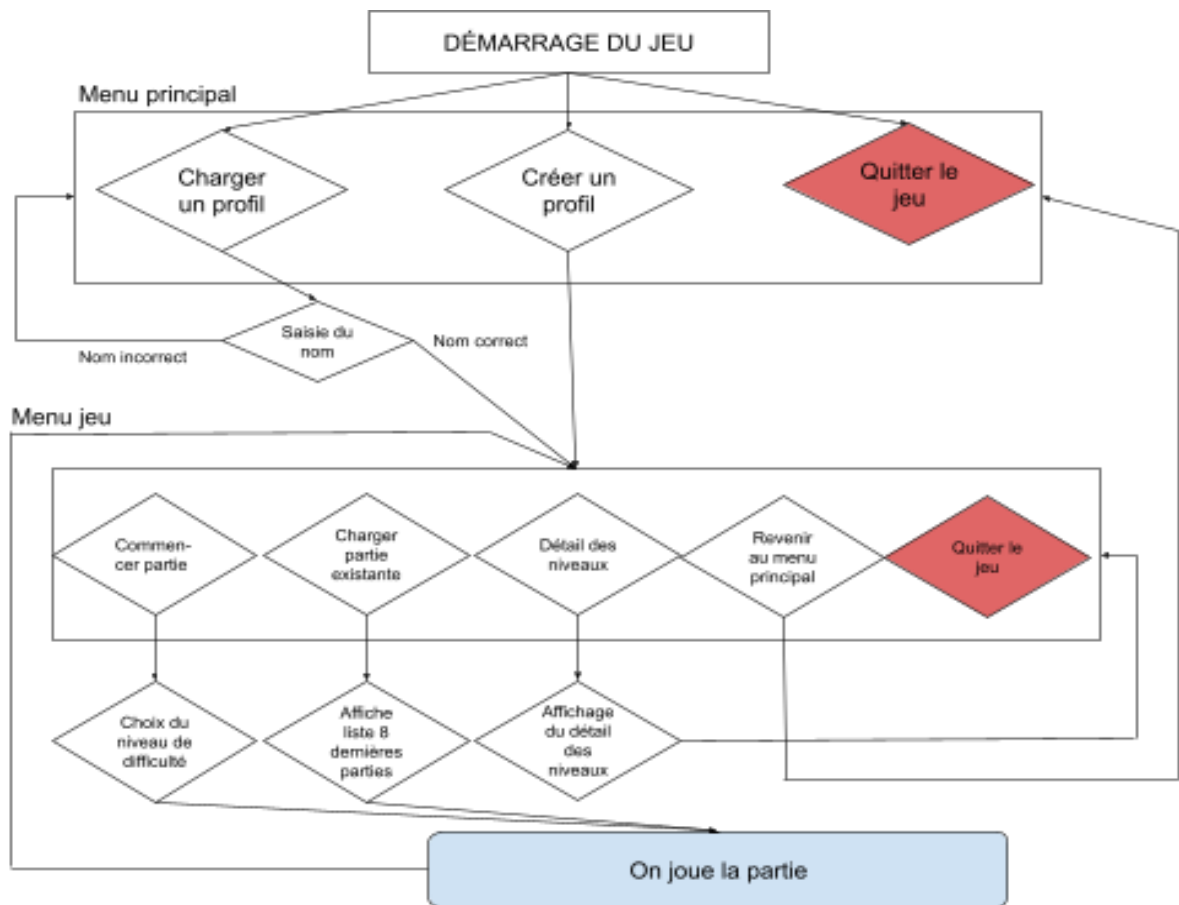 DÉMARRAGE DU JEU
Menu principal
Charger
un profil
Créer un
profil
Quitter le
jeu
Saisie du
nom
Nom incorrect
Nom correct
Menu jeu
Commen-
cer partie
Charger
partie
existante
Détail des
niveaux
Revenir
au menu
principal
Quitter le
jeu
Choix du
niveau de
difficulté
Affiche
liste 8
dernières
parties
Affichage
du détail
des
niveaux
On joue la partie